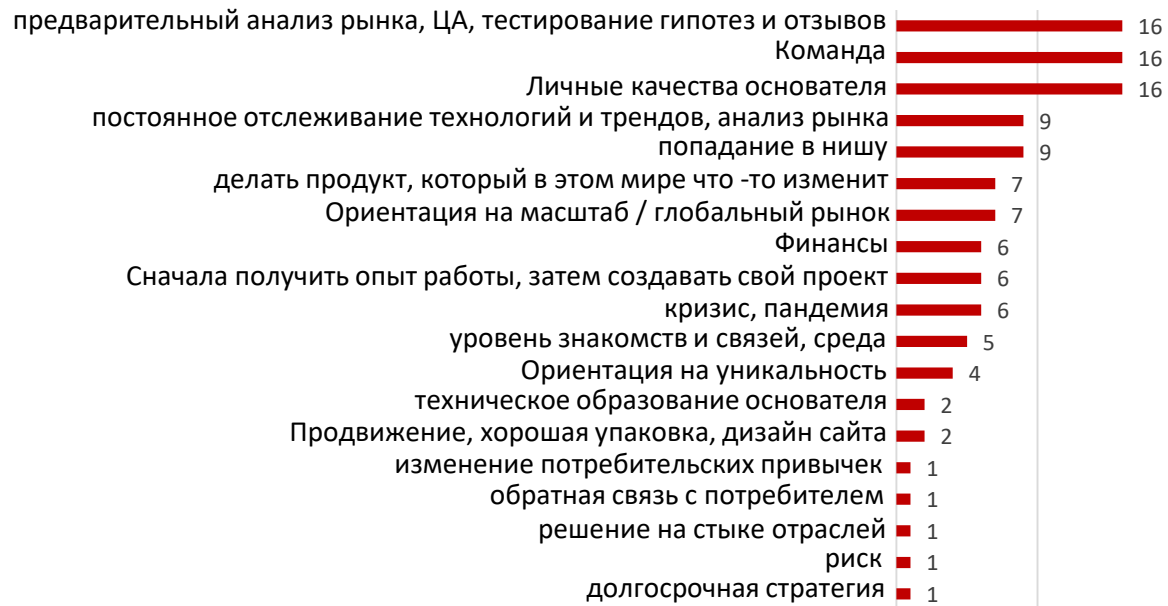 предварительный анализ рынка, ЦА, тестирование гипотез и отзывов 16
Команда 16
Личные качества основателя 16
постоянное отслеживание технологий и трендов, анализ рынка 9
попадание в нишу 9
делать продукт, который в этом мире что -то изменит 7
Ориентация на масштаб / глобальный рынок 7
Финансы 6
Сначала получить опыт работы, затем создавать свой проект 6
кризис, пандемия 6
уровень знакомств и связей, среда 5
Ориентация на уникальность 4
техническое образование основателя 2
Продвижение, хорошая упаковка, дизайн сайта 2
изменение потребительских привычек 1
обратная связь с потребителем 1
решение на стыке отраслей 1
риск 1
долгосрочная стратегия 1